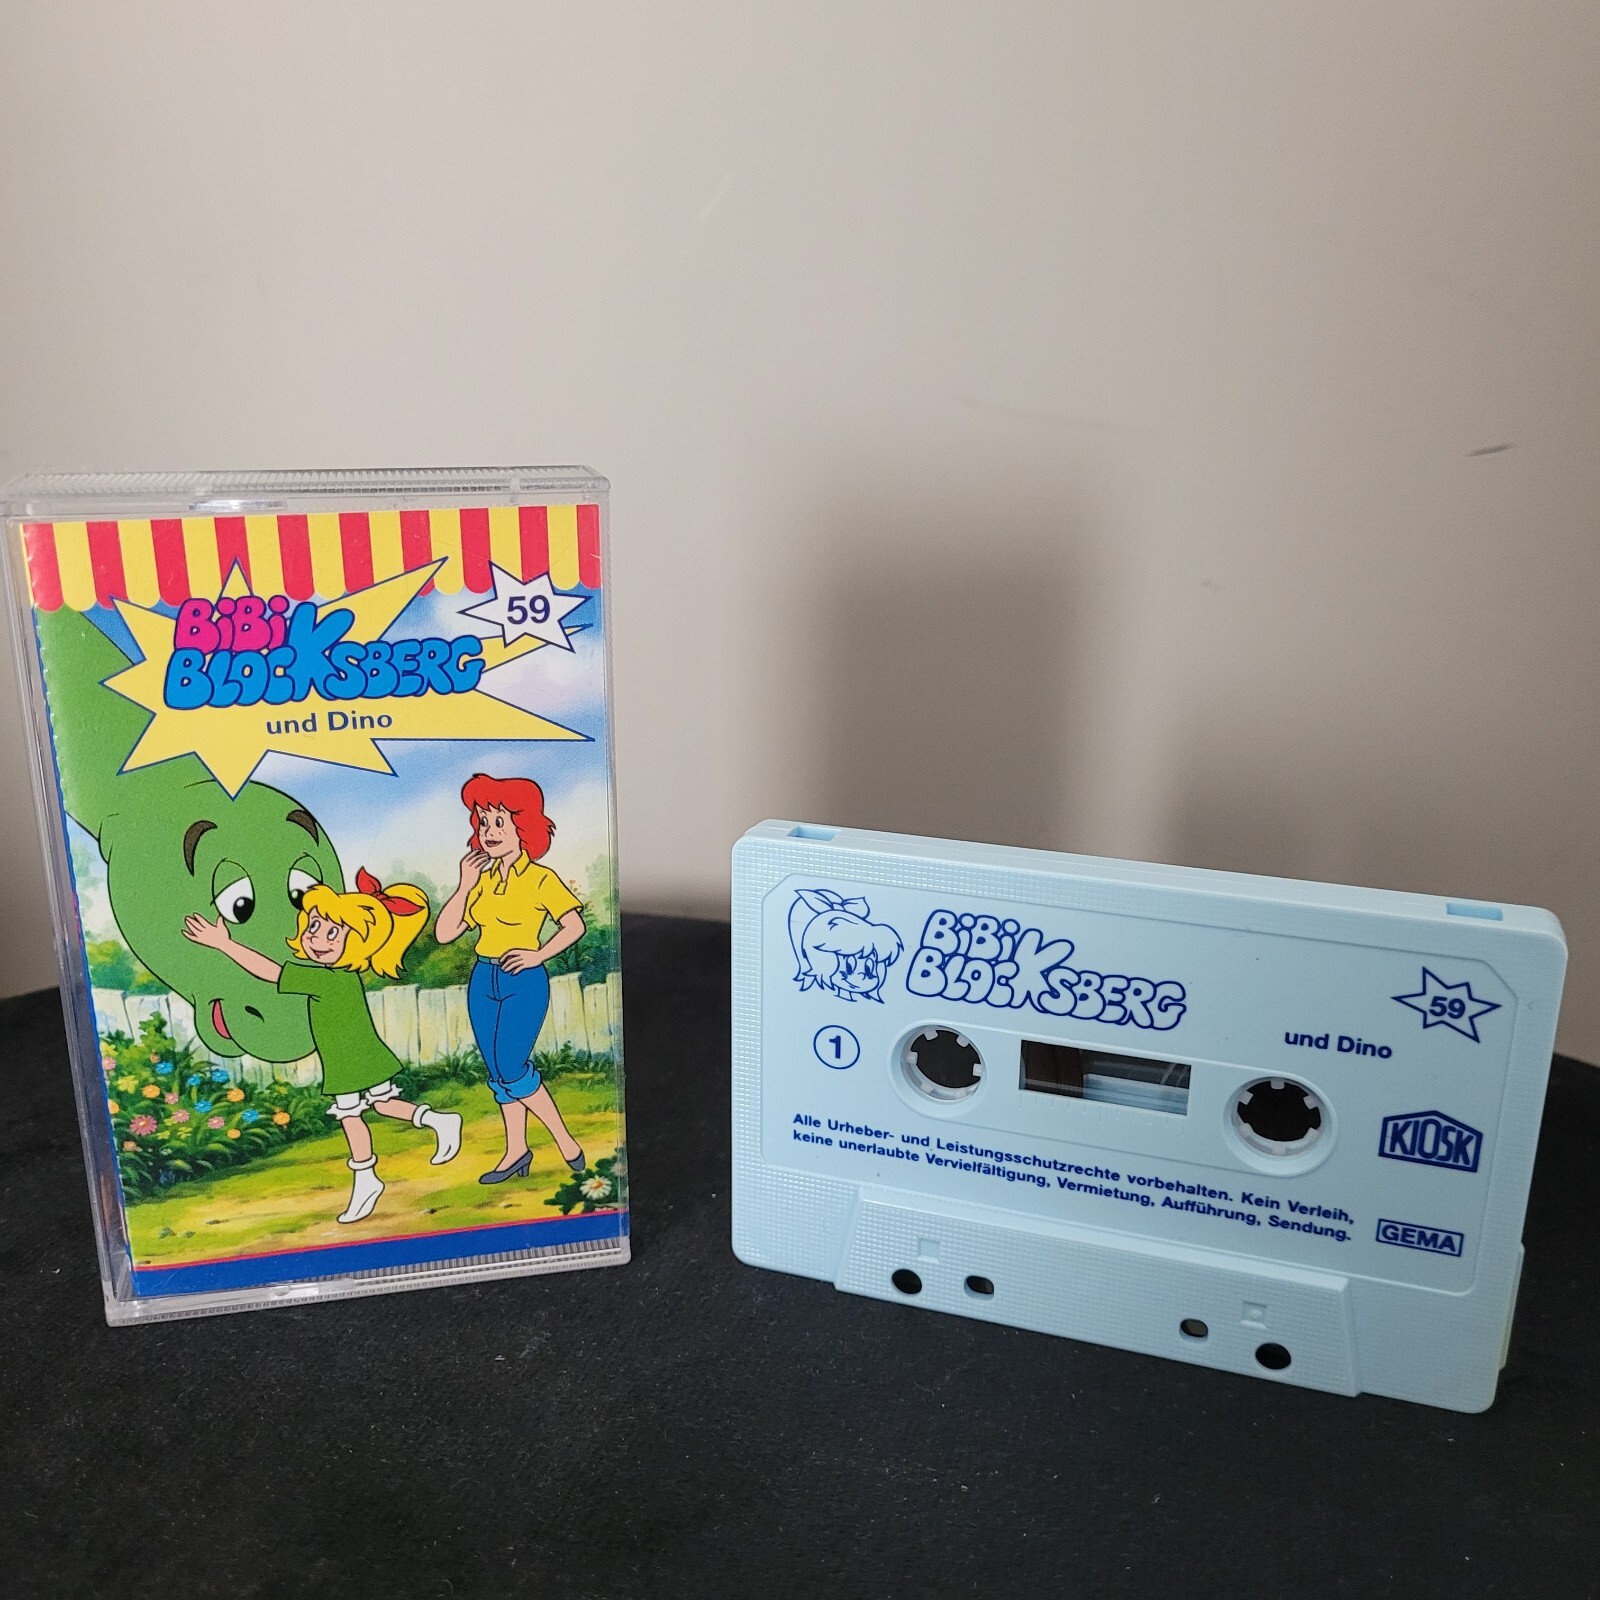 BiBi
BLOCKSBERG
59
und Dino
BiBi
BLOCKSBERG
59
und Dino
1
KIOSK
Alle Urheber- und Leistungsschutzrechte vorbehalten. Kein Verleih,
keine unerlaubte Vervielfältigung, Vermietung, Aufführung, Sendung.
GEMA